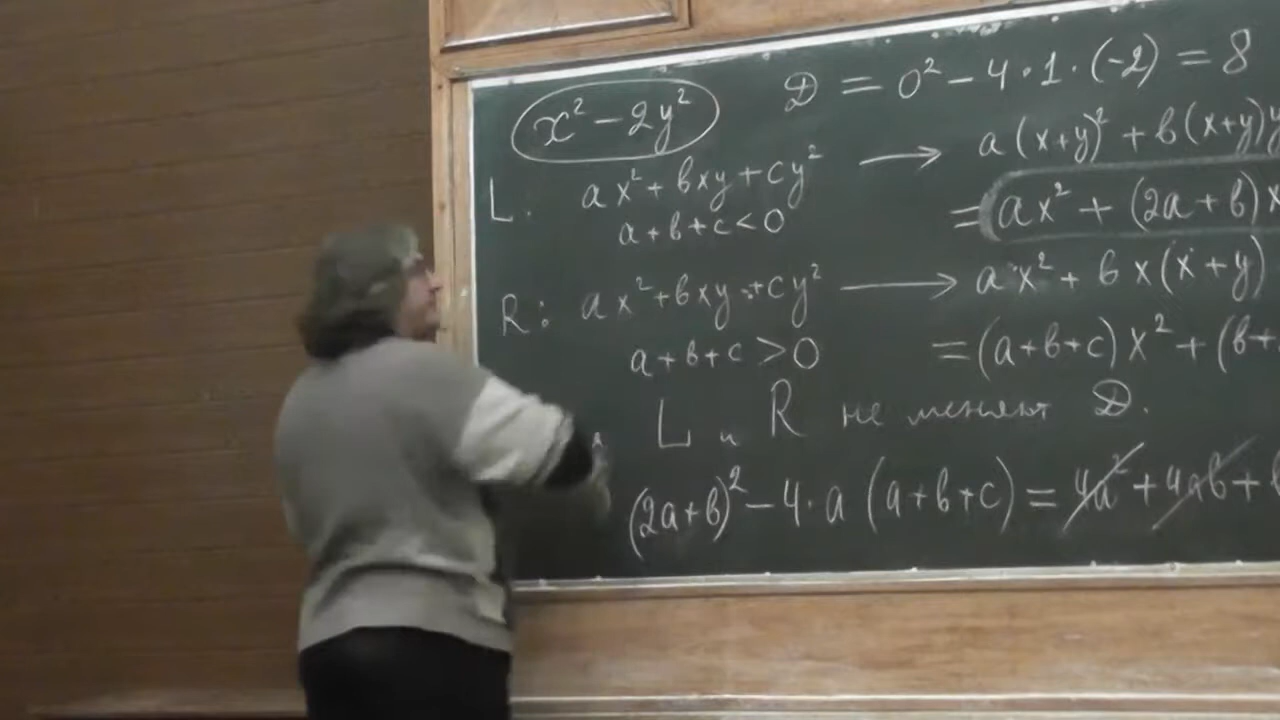 x² − 2y² D = 0² − 4 · 1 · (−2) = 8
L. ax² + bxy + cy² → a(x+y)² + b(x+y)y
a + b + c < 0 = ax² + (2a + b)x
R: ax² + bxy + cy² → ax² + bx(x + y)
a + b + c > 0 = (a+b+c)x² + (b+
L и R не меняют D.
(2a+b)² − 4 · a (a+b+c) = 4a² + 4ab +